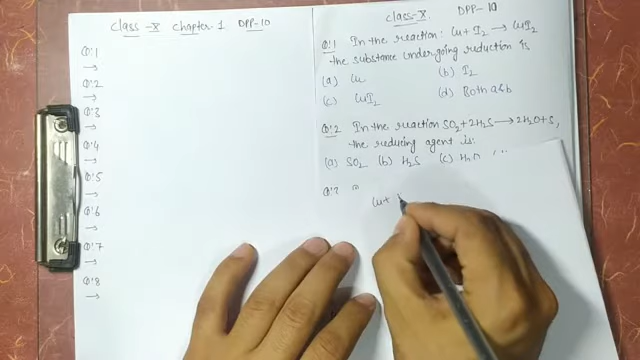 Class -X Chapter. 1 DPP-10
Q:1
→
Q:2
→
Q:3
→
Q:4
→
Q:5
→
Q:6
→
Q:7
→
Q:8
→
class-X. DPP- 10
Q:1 In the reaction: Cu + I2 → CuI2
the substance undergoing reduction is
(a) Cu (b) I2
(c) CuI2 (d) Both a & b
Q:2 In the reaction SO2 + 2H2S → 2H2O + S,
the reducing agent is:
(a) SO2 (b) H2S (c) H2O
Q:3
Cu +